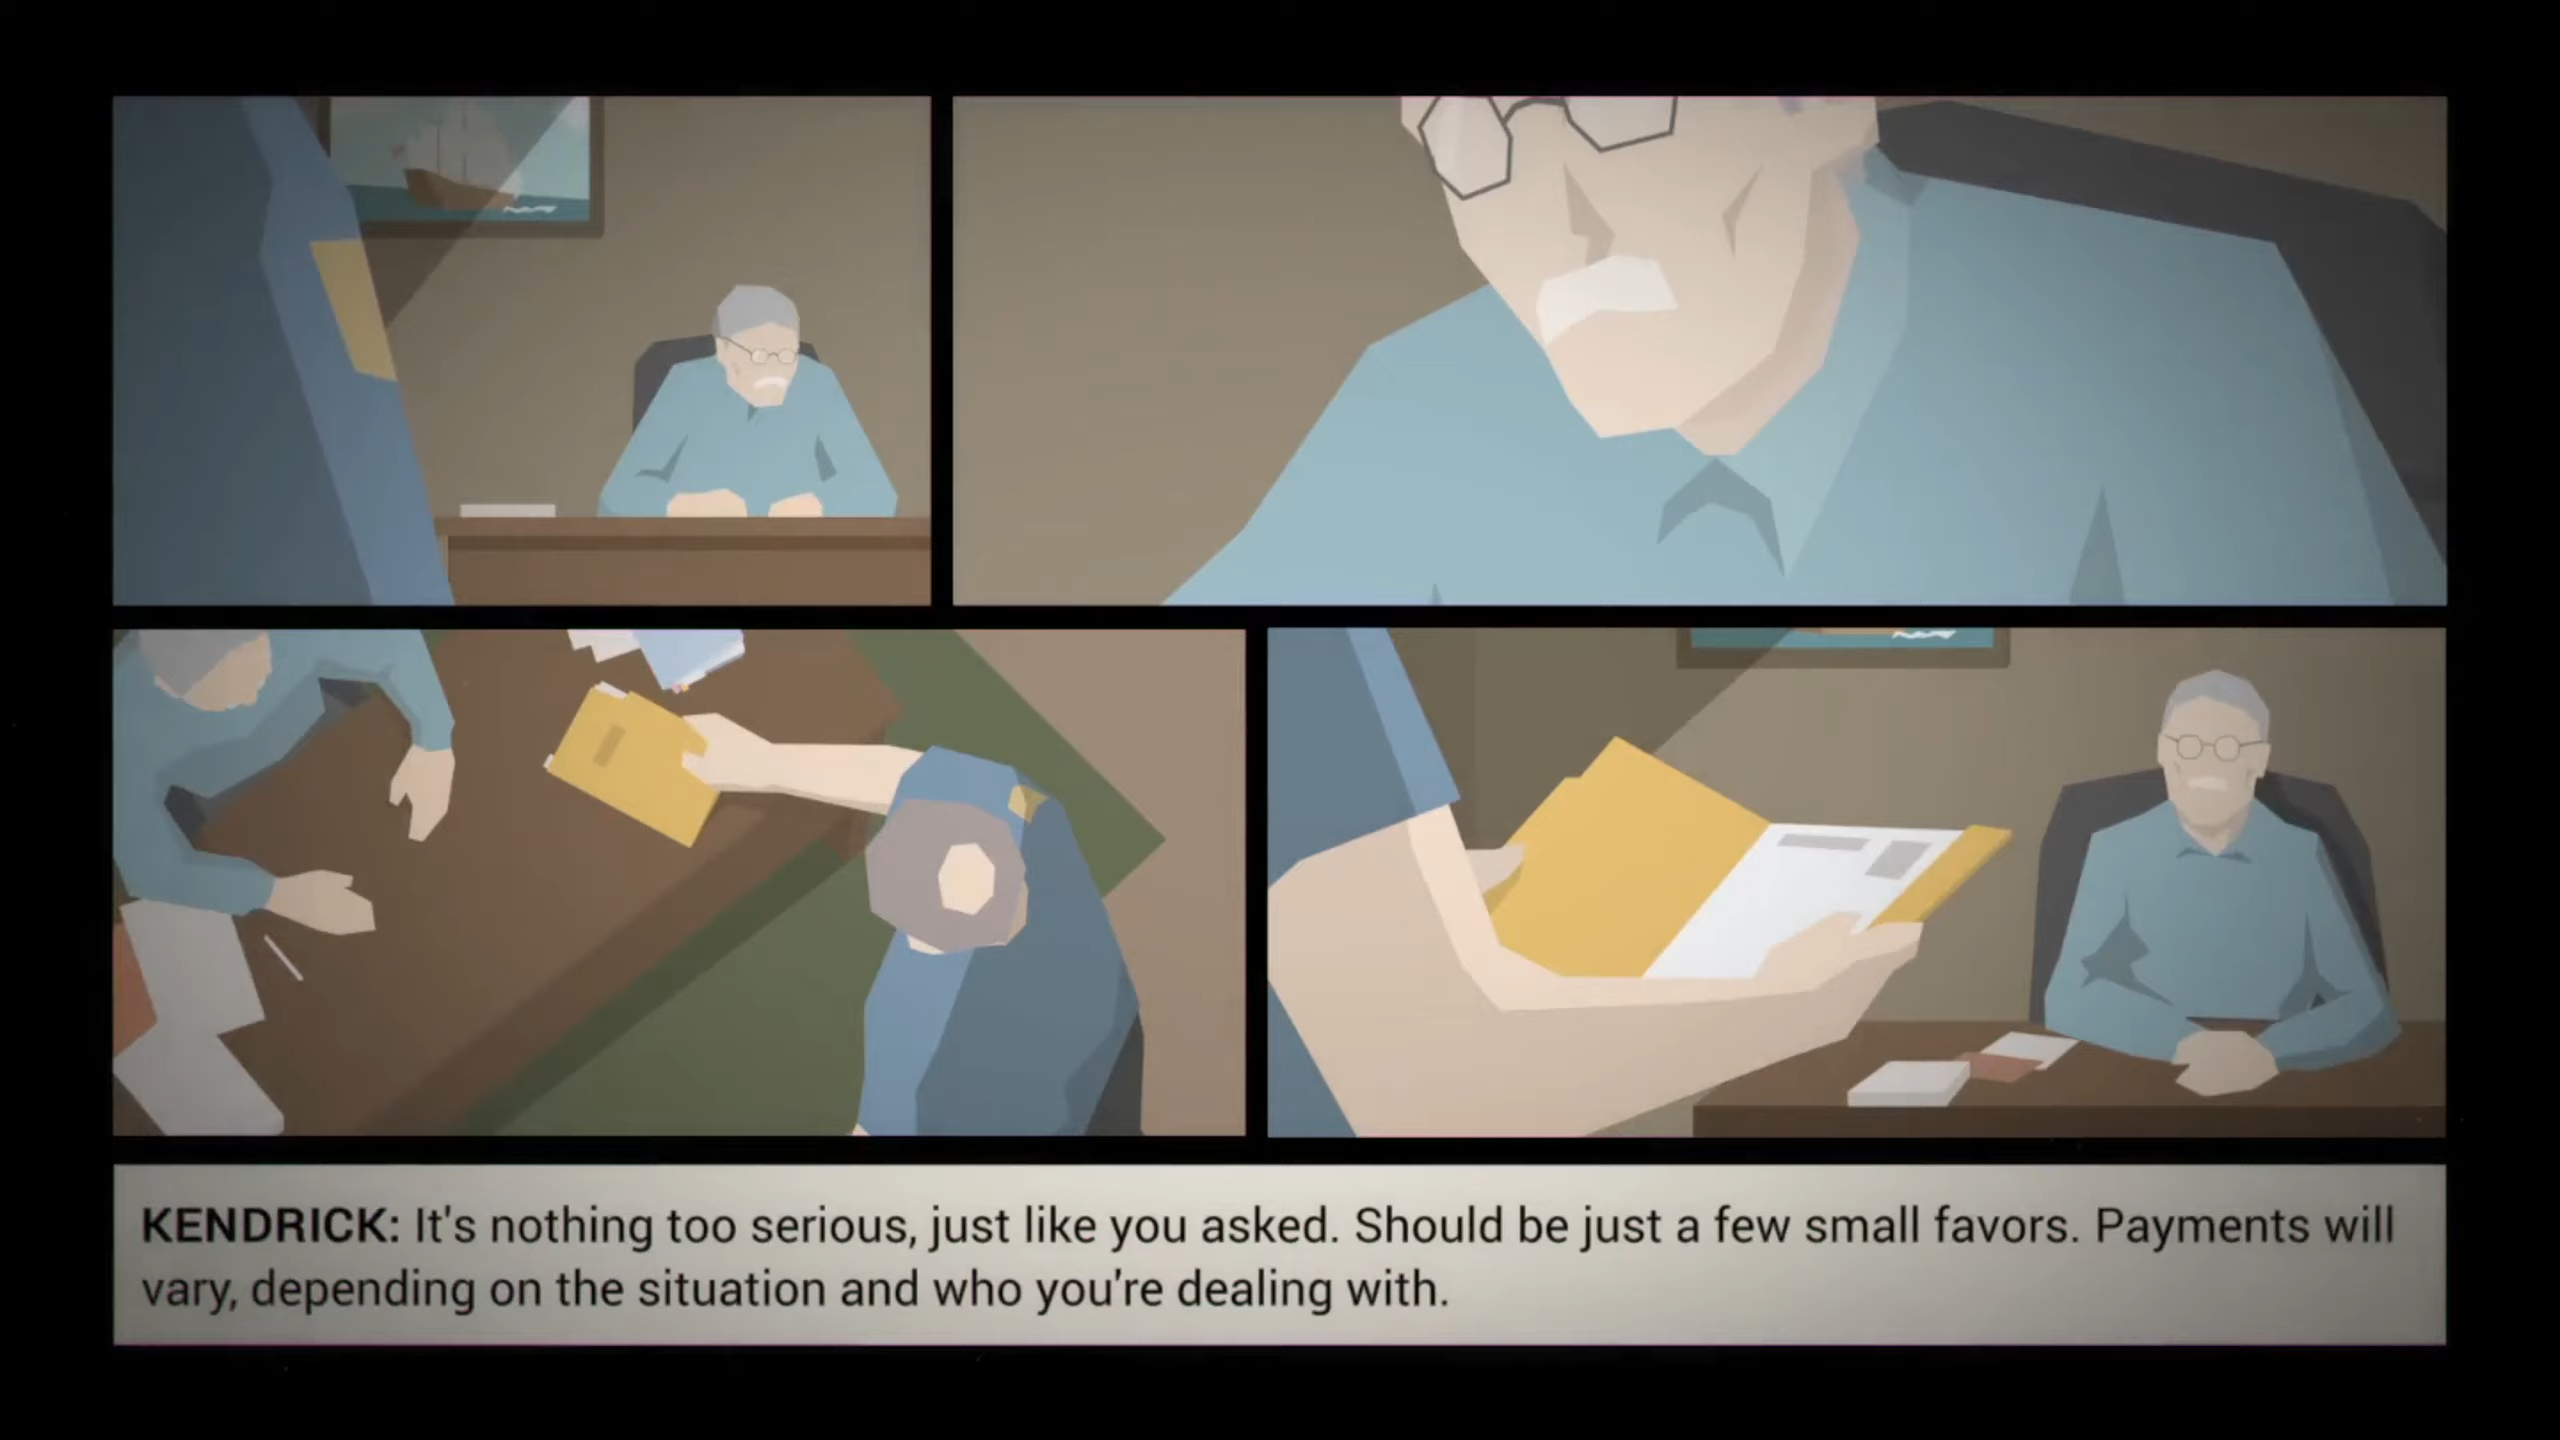 KENDRICK: It's nothing too serious, just like you asked. Should be just a few small favors. Payments will
vary, depending on the situation and who you're dealing with.